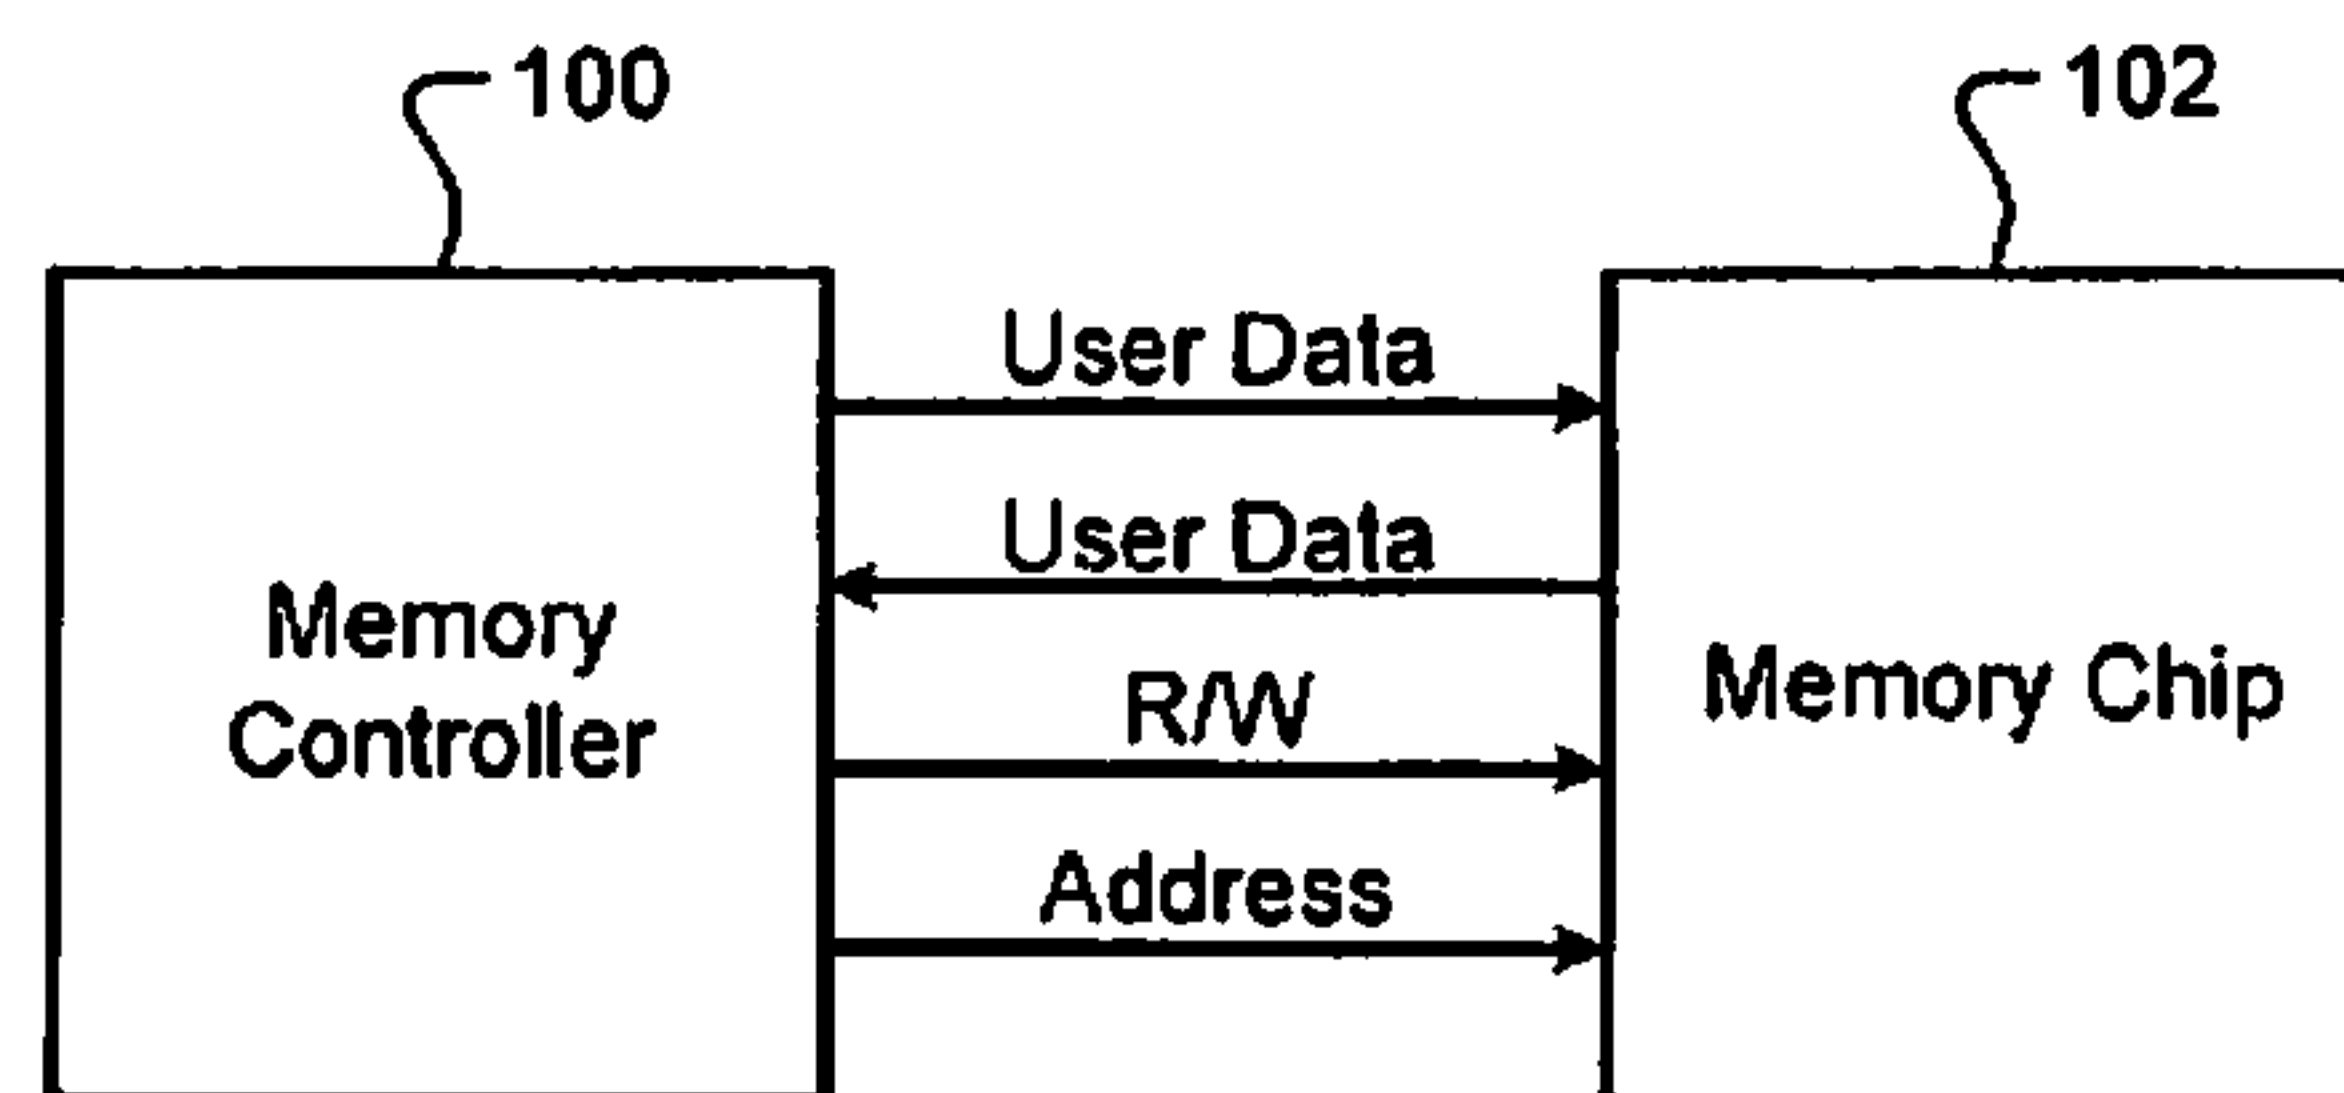 100
102
User Data
User Data
Memory
Controller
R/W
Memory Chip
Address